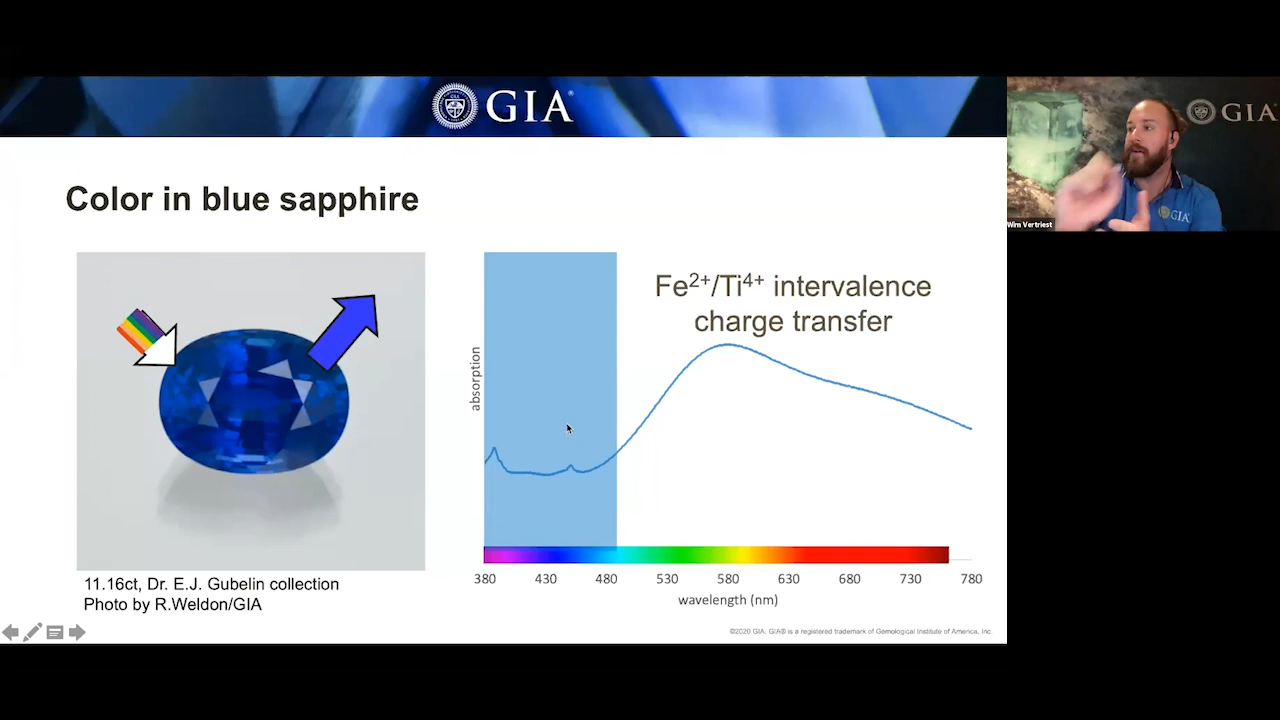 GIA
GIA
GIA
Wim Vertriest
Color in blue sapphire
Fe2+/Ti4+ intervalence
charge transfer
absorption
380 430 480 530 580 630 680 730 780
wavelength (nm)
11.16ct, Dr. E.J. Gubelin collection
Photo by R.Weldon/GIA
©2020 GIA. GIA® is a registered trademark of Gemological Institute of America, Inc